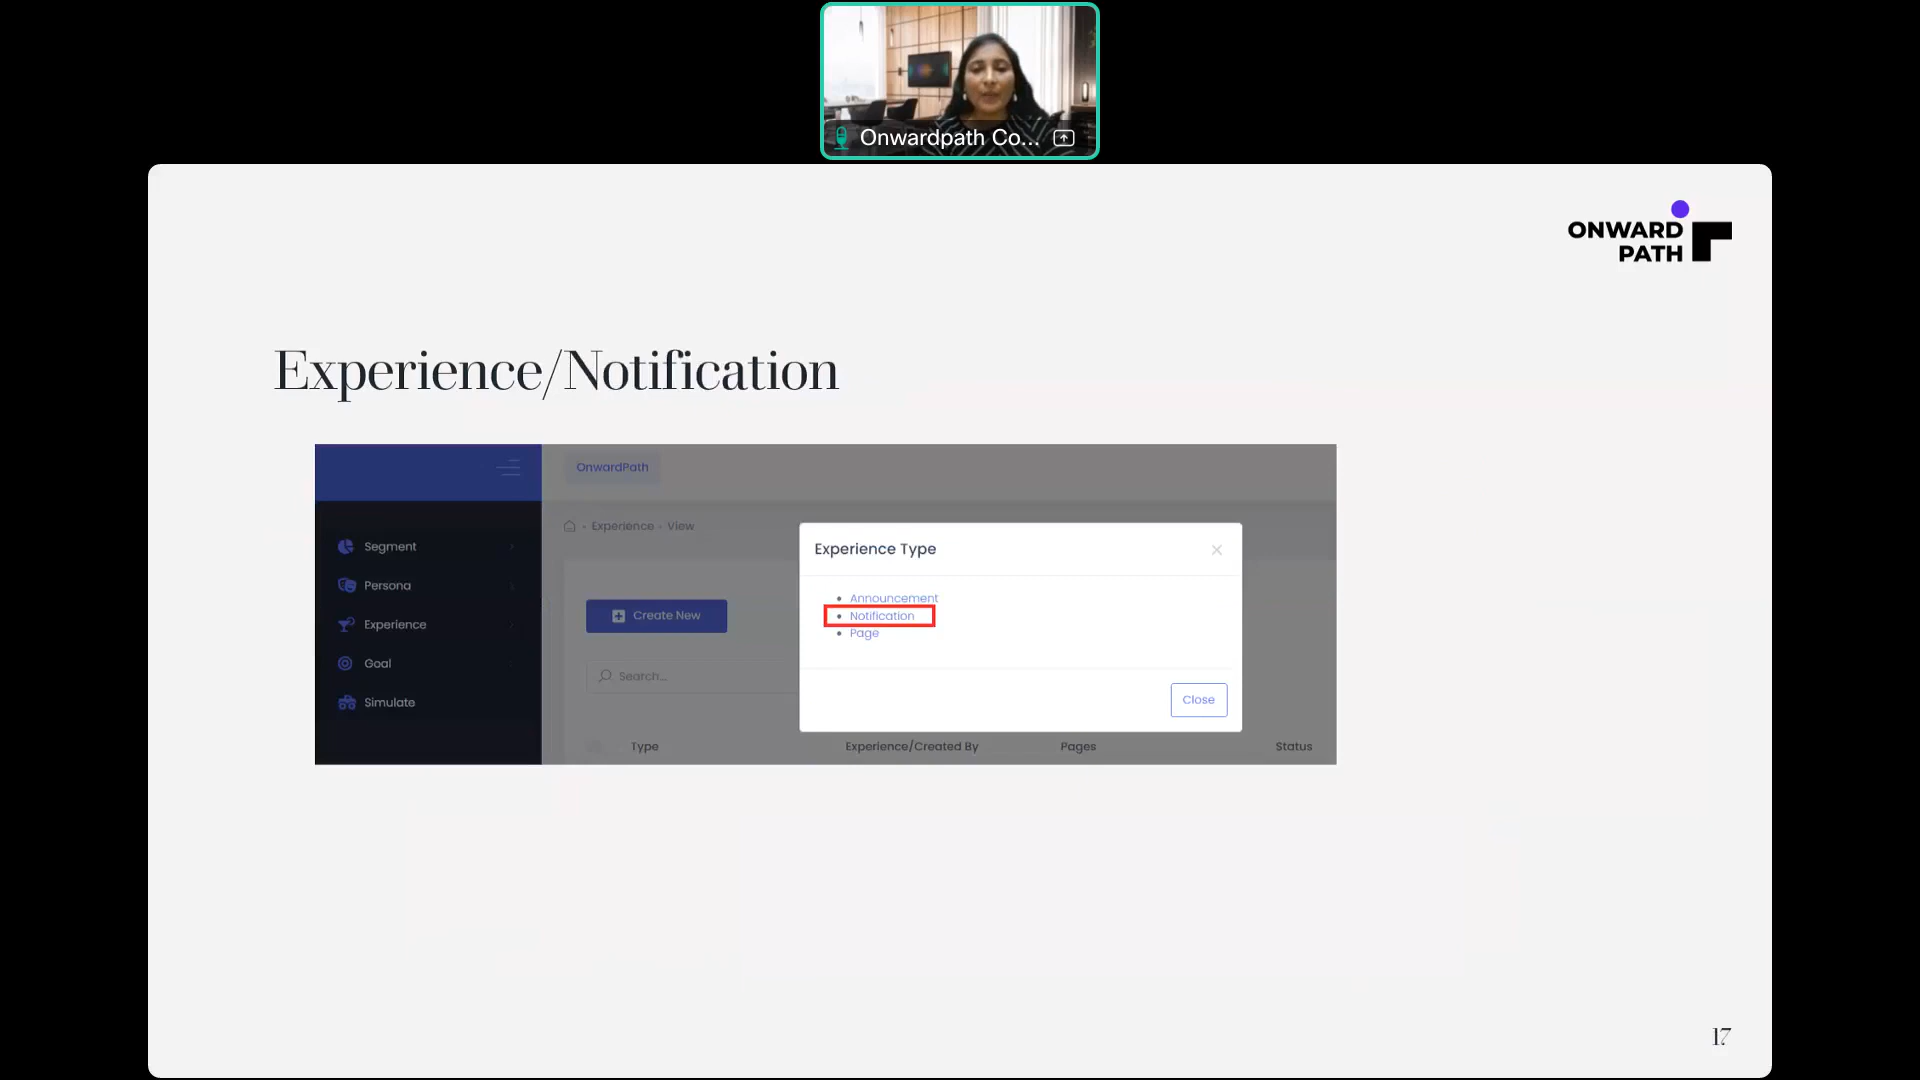 Onwardpath Co...
ONWARD
PATH
Experience/Notification
OnwardPath
Experience - View
Segment
Persona
Experience
Goal
Simulate
Create New
Search...
Type
Experience/Created By
Pages
Status
Experience Type
Announcement
Notification
Page
Close
17